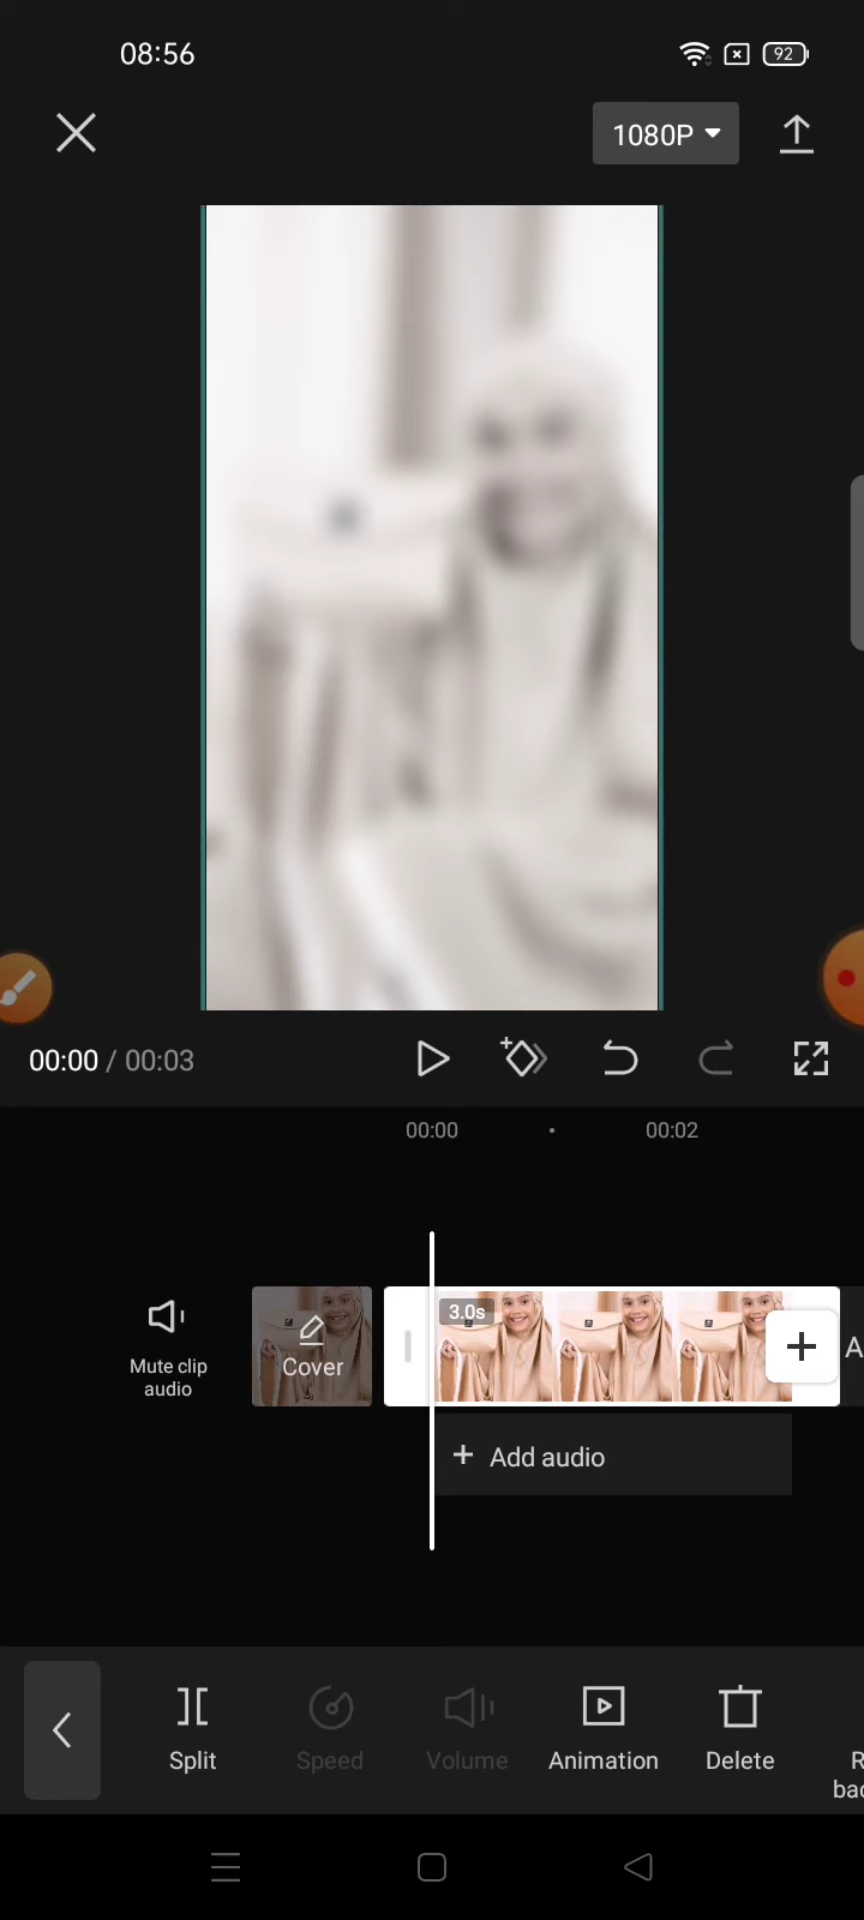 08:56
92
1080P
00:00 / 00:03
00:00
00:02
Mute clip
audio
Cover
3.0s
A
Add audio
Split
Speed
Volume
Animation
Delete
R
bac